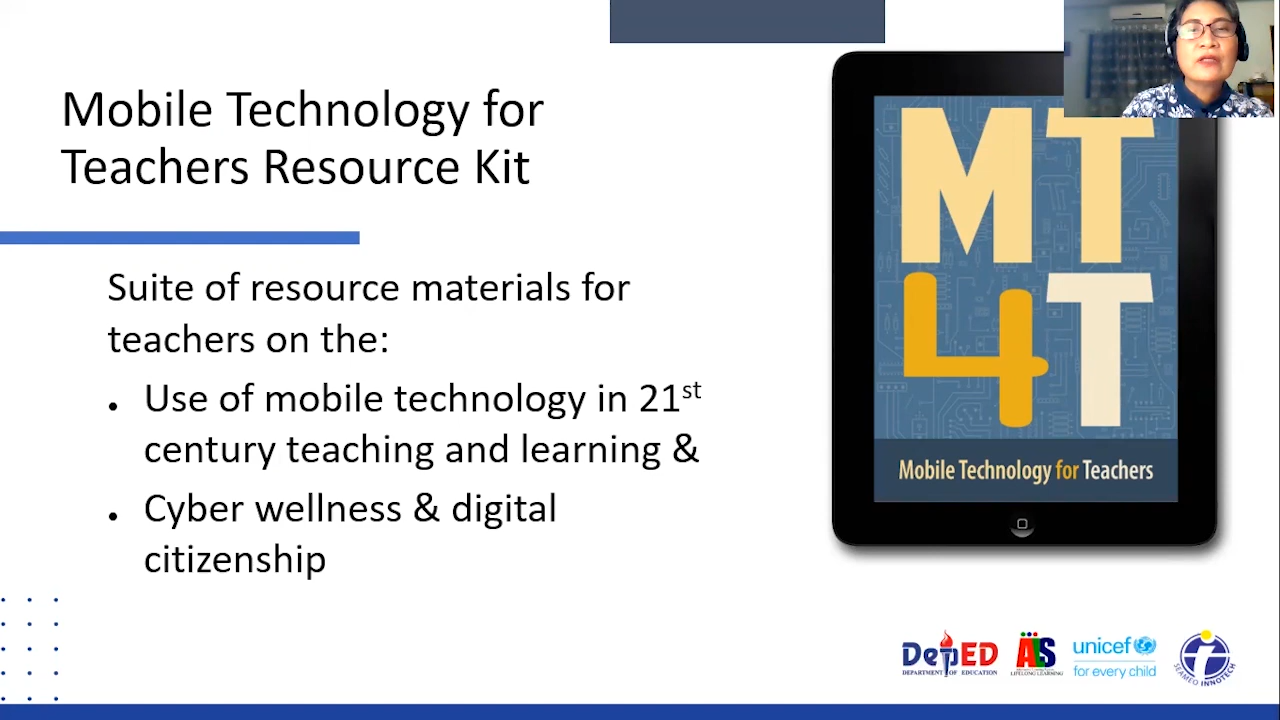 Mobile Technology for
Teachers Resource Kit
Suite of resource materials for
teachers on the:
• Use of mobile technology in 21st
century teaching and learning &
• Cyber wellness & digital
citizenship
MT
4T
Mobile Technology for Teachers
DepED
DEPARTMENT OF EDUCATION
ALS
LIFELONG LEARNING
unicef
for every child
SEAMEO INNOTECH